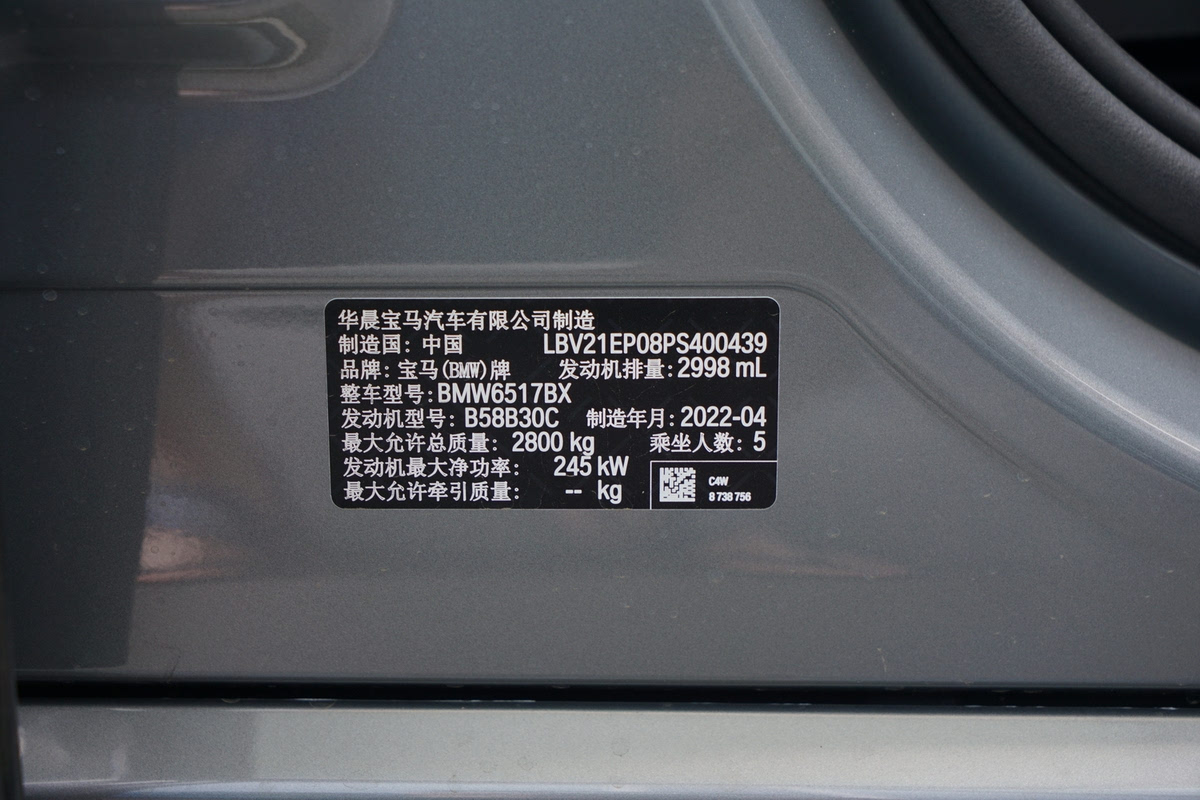 华晨宝马汽车有限公司制造
制造国：中国 LBV21EP08PS400439
品牌：宝马(BMW)牌 发动机排量：2998 mL
整车型号：BMW6517BX
发动机型号：B58B30C 制造年月：2022-04
最大允许总质量：2800 kg 乘坐人数：5
发动机最大净功率：245 kW
最大允许牵引质量：-- kg
C4W
8 738 756